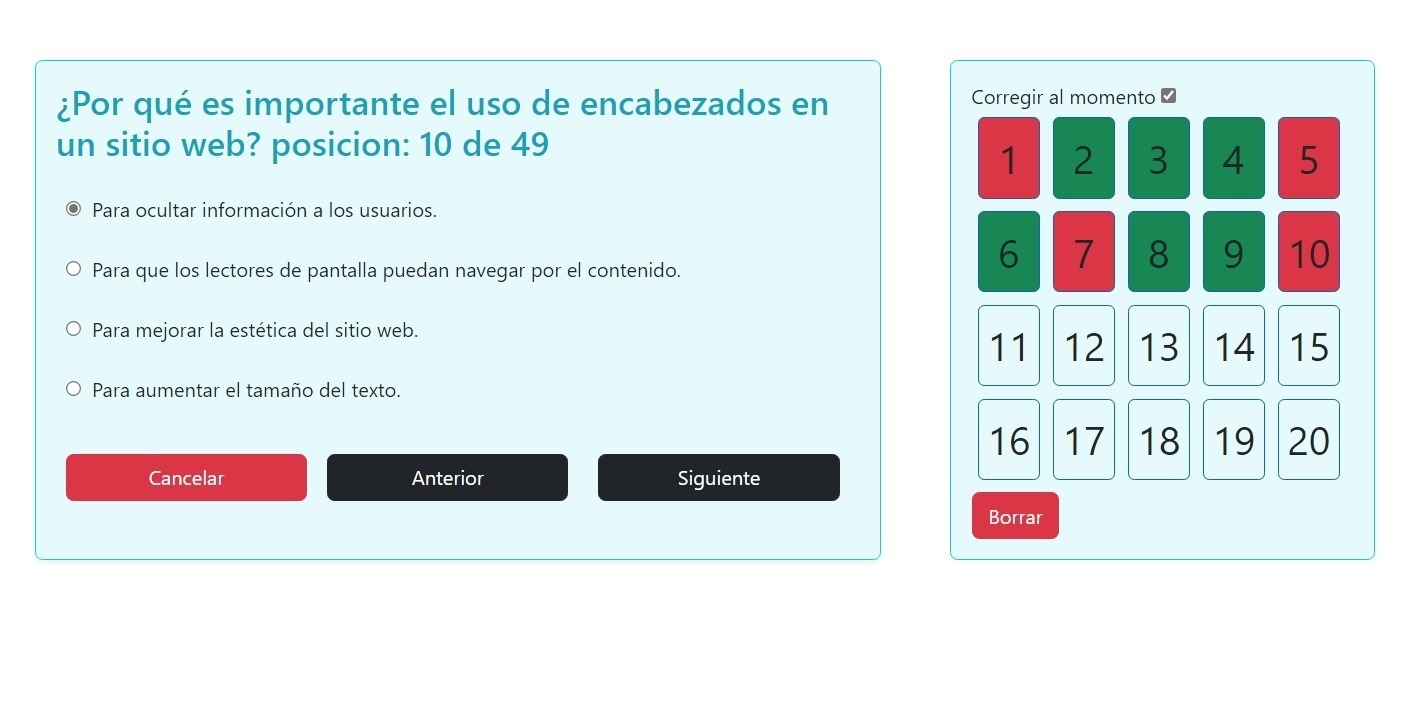 ¿Por qué es importante el uso de encabezados en
un sitio web? posicion: 10 de 49
Para ocultar información a los usuarios.
Para que los lectores de pantalla puedan navegar por el contenido.
Para mejorar la estética del sitio web.
Para aumentar el tamaño del texto.
Cancelar Anterior Siguiente
Corregir al momento
1 2 3 4 5
6 7 8 9 10
11 12 13 14 15
16 17 18 19 20
Borrar